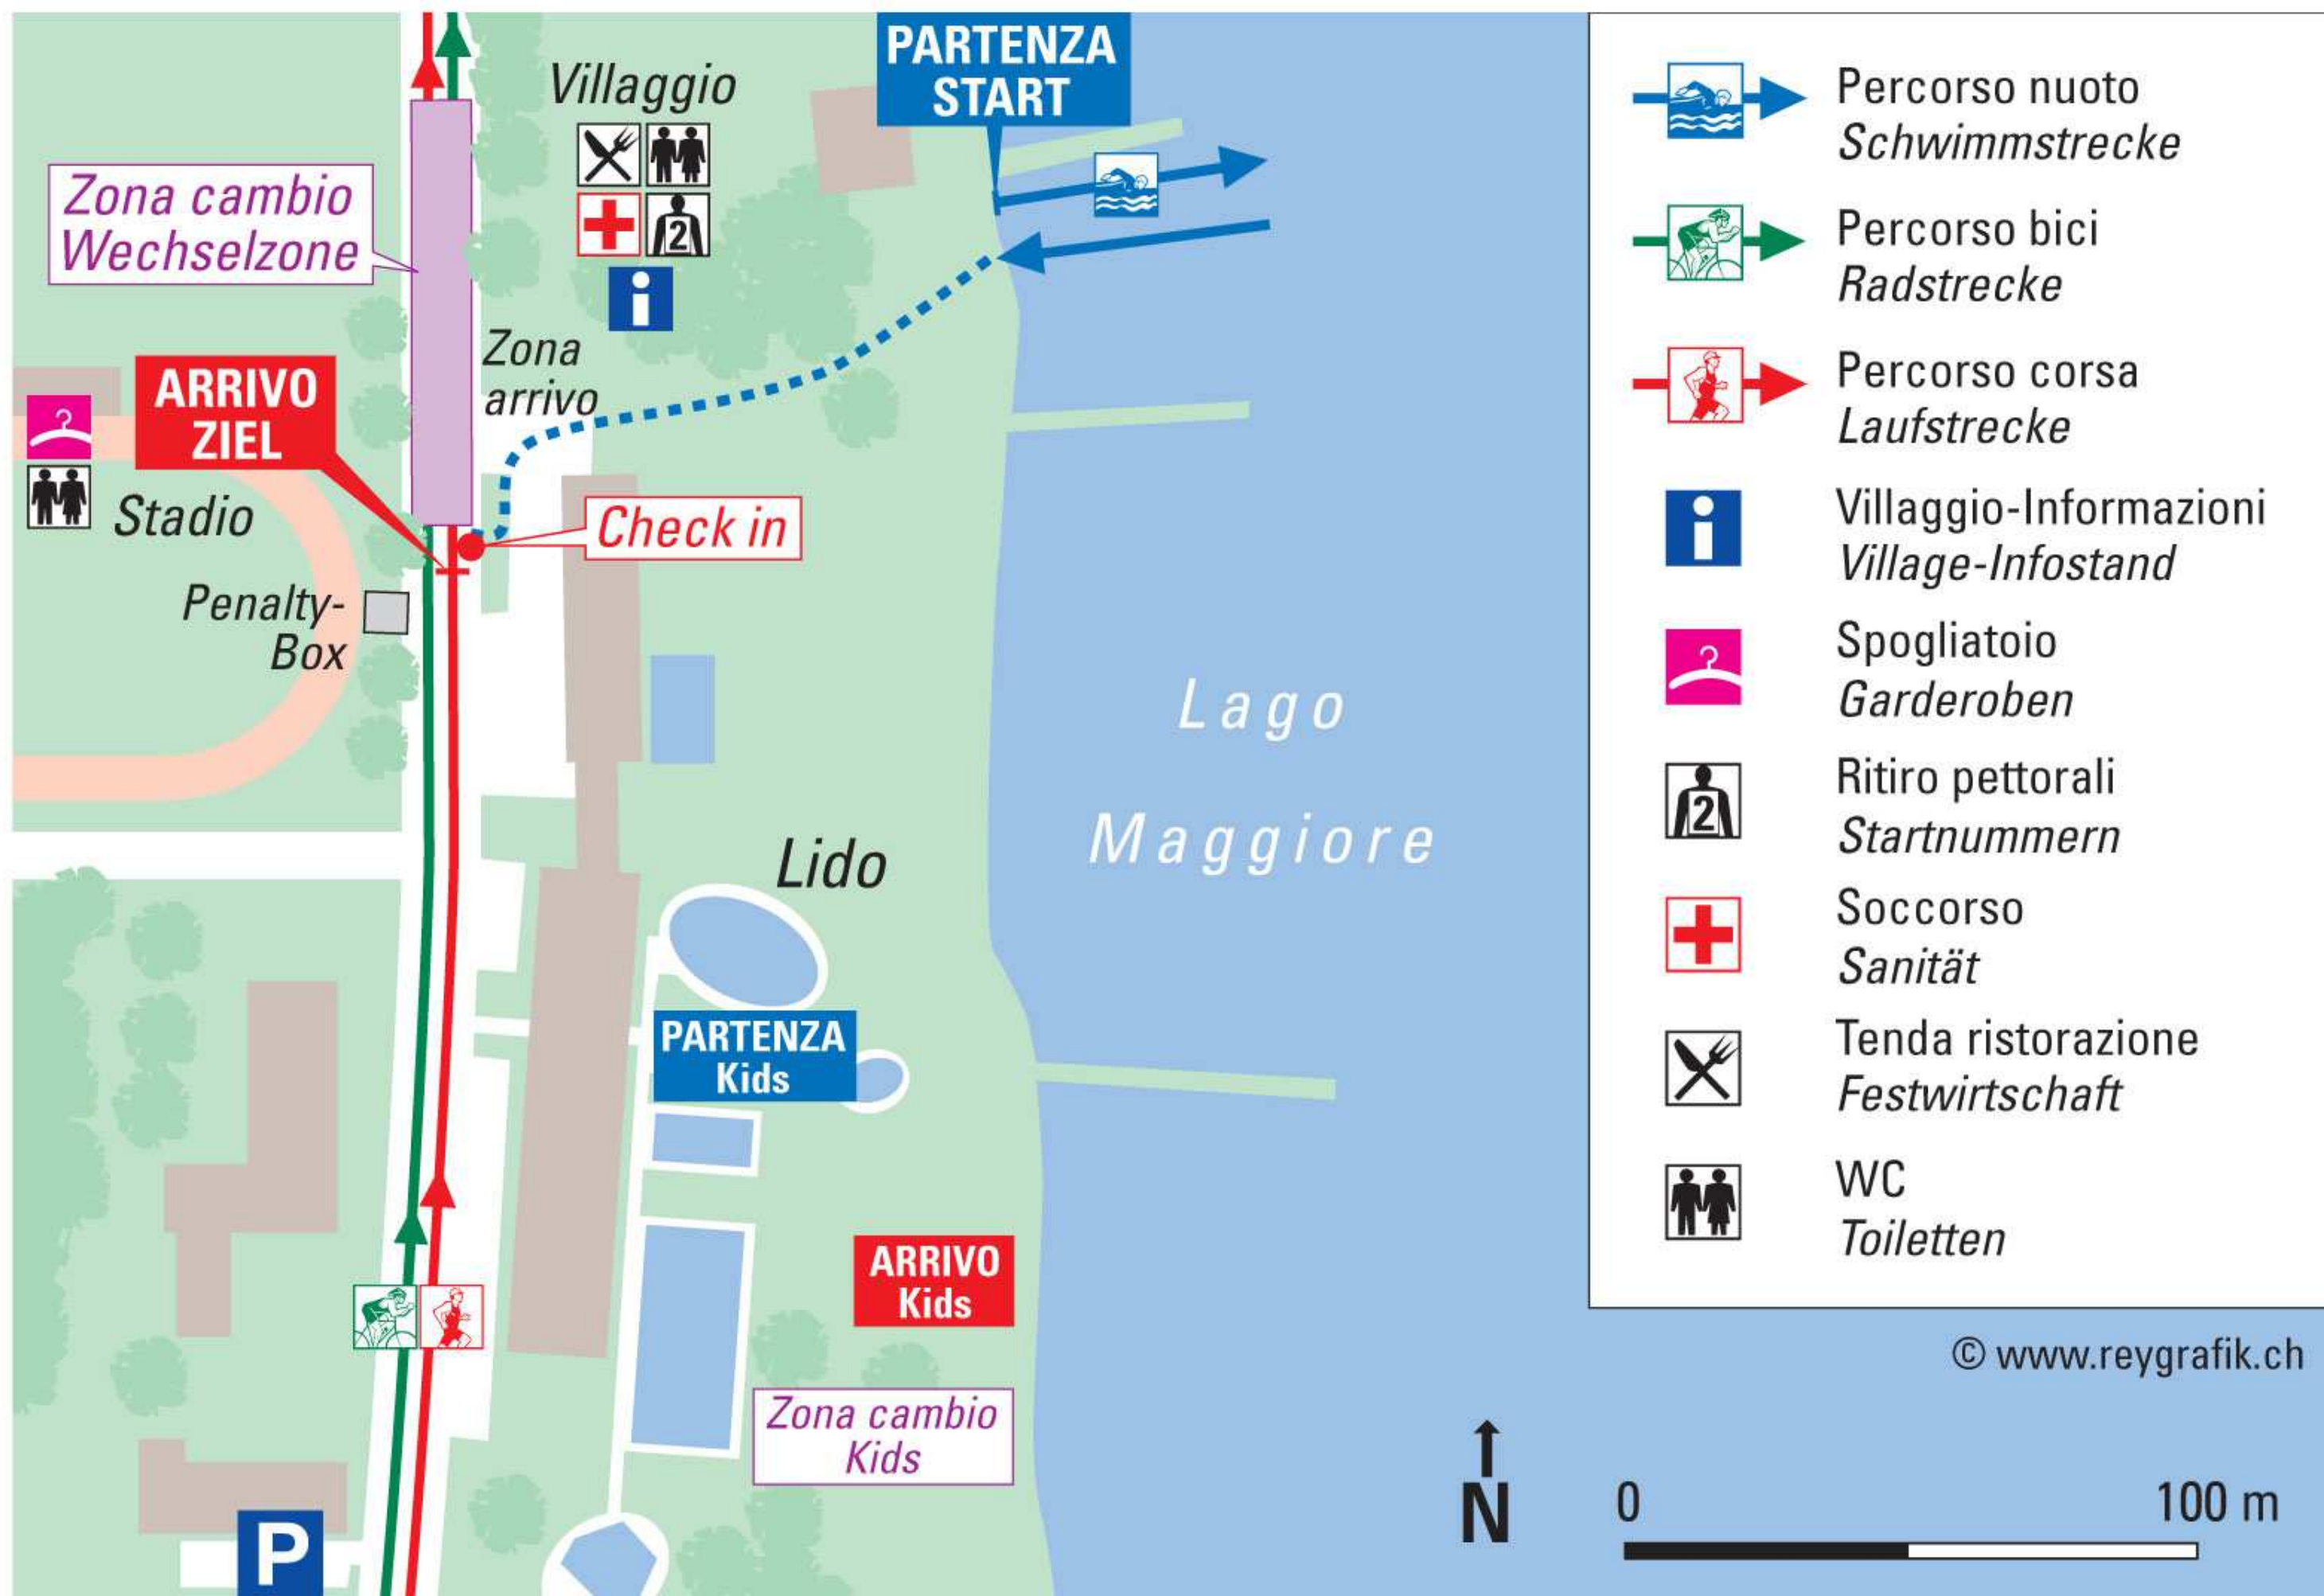 PARTENZA
START
Villaggio
2
i
Zona cambio
Wechselzone
Zona
arrivo
ARRIVO
ZIEL
Stadio
Check in
Penalty-
Box
Lago
Maggiore
Lido
PARTENZA
Kids
ARRIVO
Kids
Zona cambio
Kids
P
Percorso nuoto
Schwimmstrecke
Percorso bici
Radstrecke
Percorso corsa
Laufstrecke
i
Villaggio-Informazioni
Village-Infostand
Spogliatoio
Garderoben
2
Ritiro pettorali
Startnummern
Soccorso
Sanität
Tenda ristorazione
Festwirtschaft
WC
Toiletten
© www.reygrafik.ch
N
0 100 m